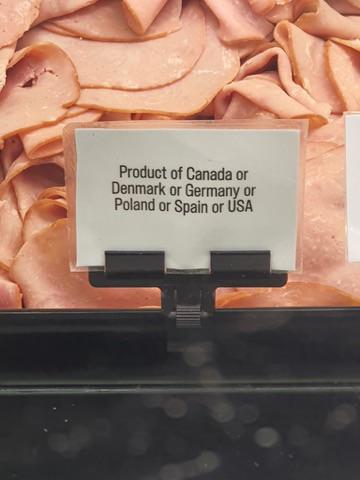 Product of Canada or
Denmark or Germany or
Poland or Spain or USA